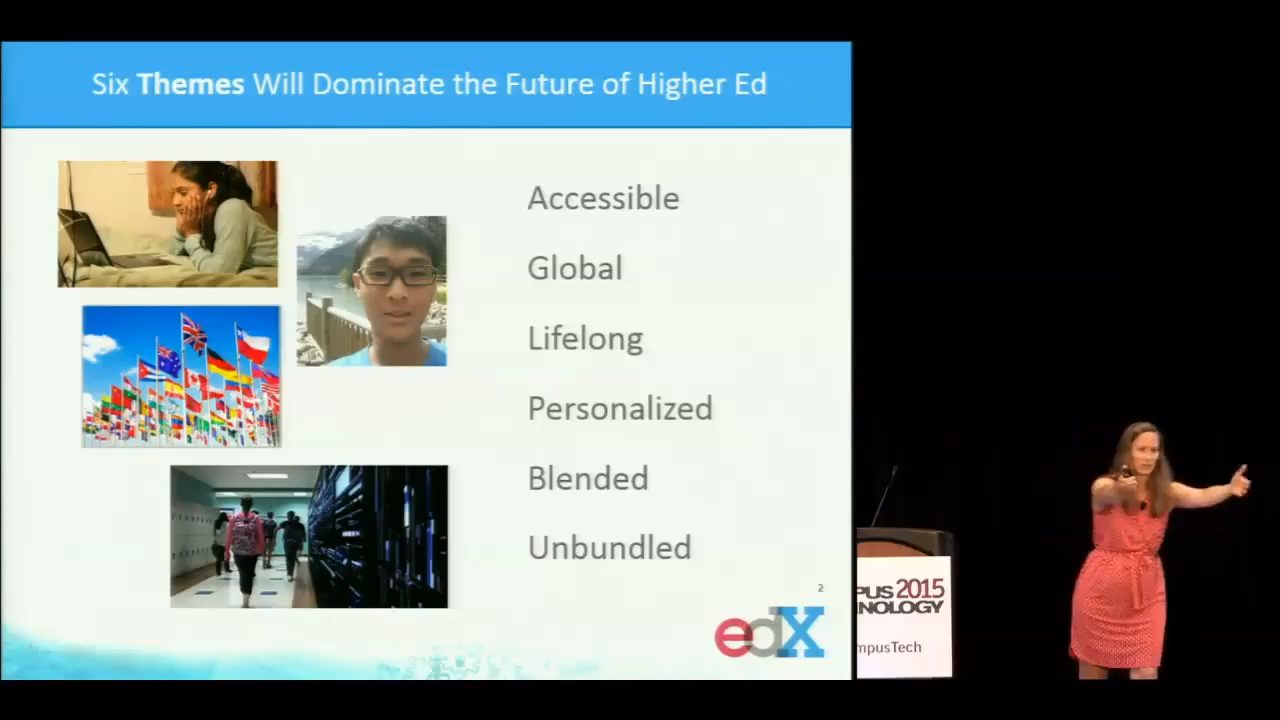 Six Themes Will Dominate the Future of Higher Ed
Accessible
Global
Lifelong
Personalized
Blended
Unbundled
2
edX
PUS 2015
NOLOGY
mpusTech